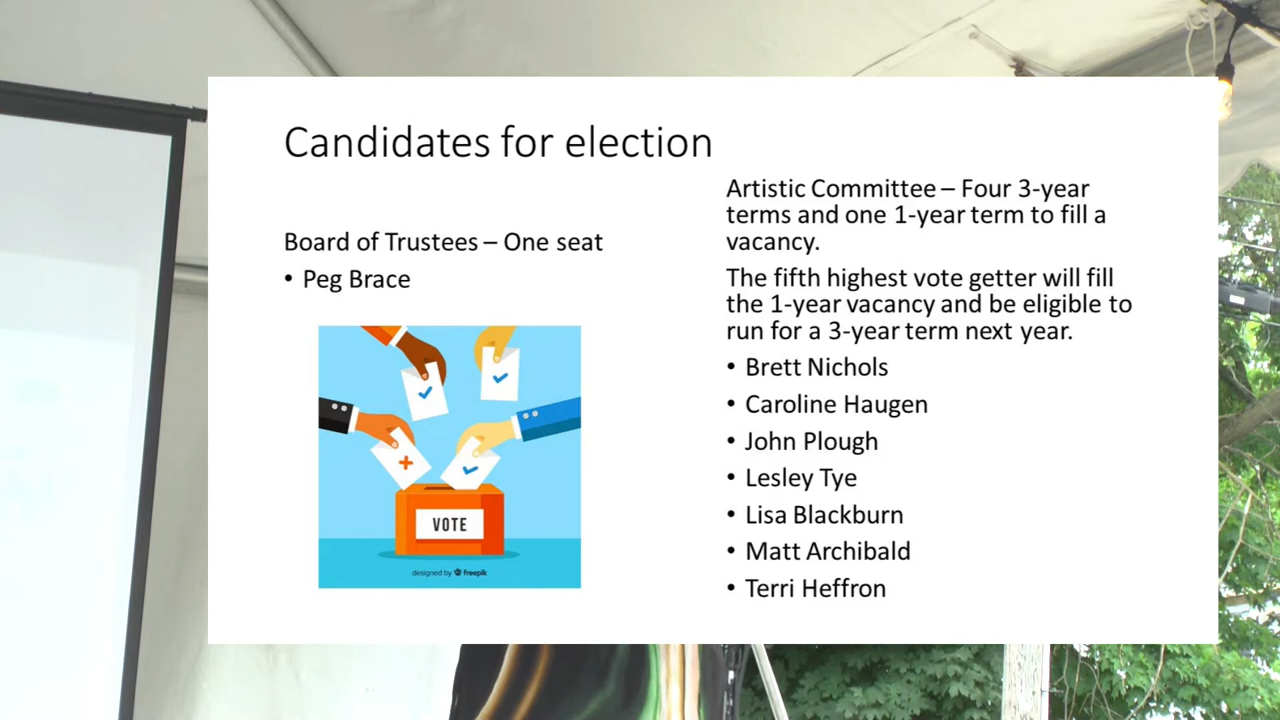 Candidates for election
Board of Trustees – One seat
• Peg Brace
VOTE
designed by freepik
Artistic Committee – Four 3-year
terms and one 1-year term to fill a
vacancy.
The fifth highest vote getter will fill
the 1-year vacancy and be eligible to
run for a 3-year term next year.
• Brett Nichols
• Caroline Haugen
• John Plough
• Lesley Tye
• Lisa Blackburn
• Matt Archibald
• Terri Heffron